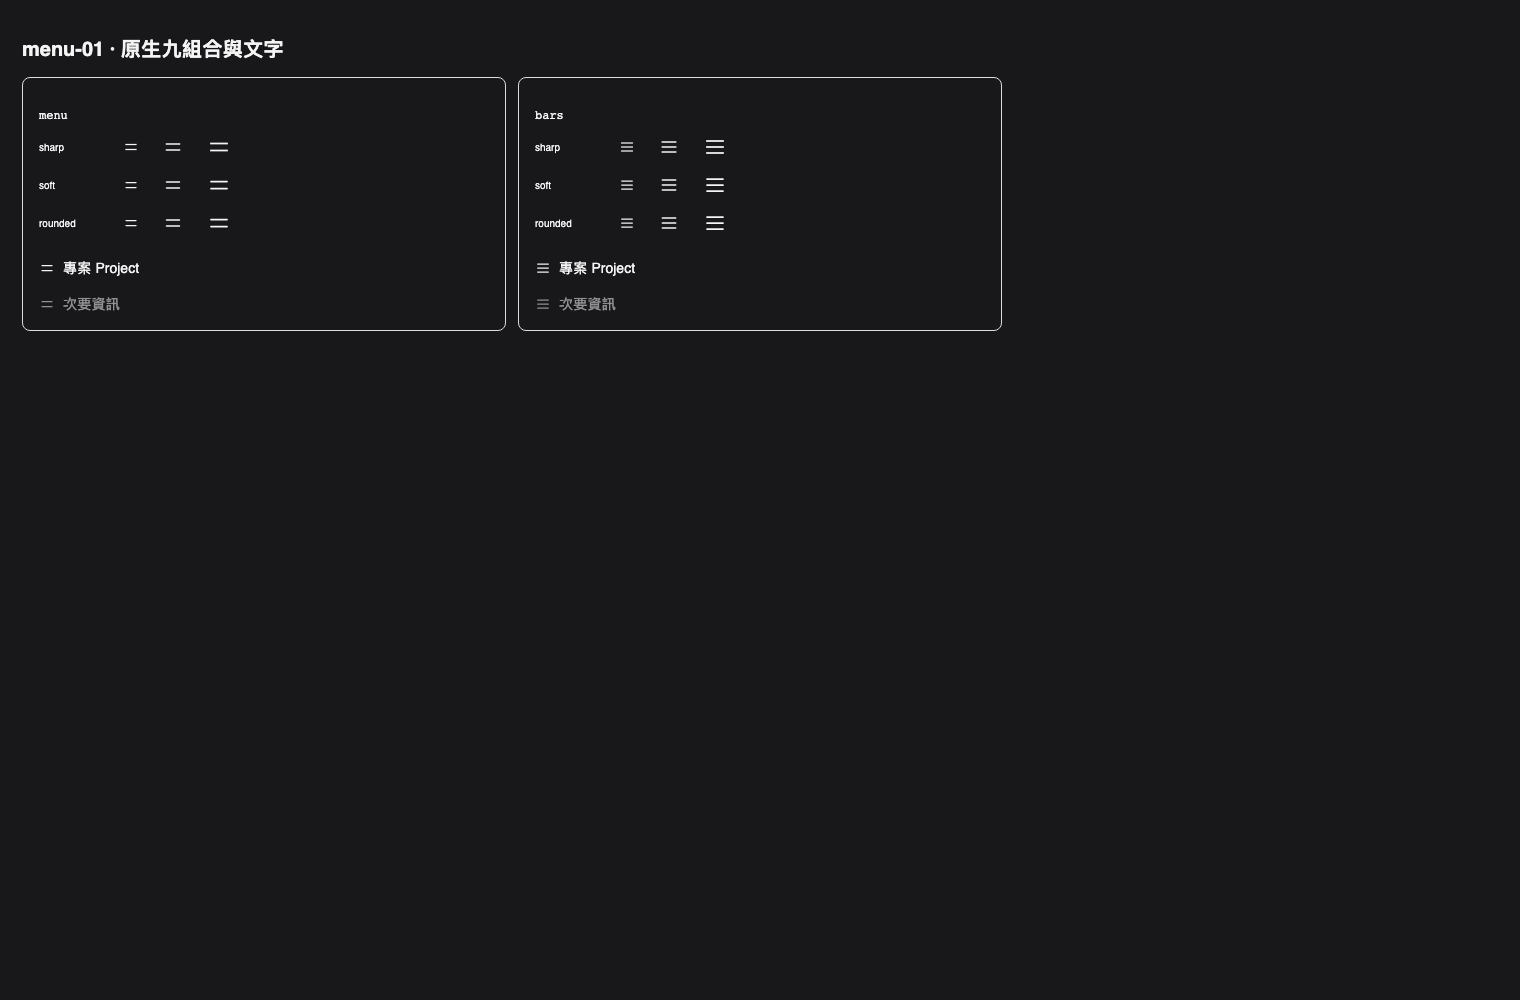 menu-01 · 原生九組合與文字
menu
sharp
soft
rounded
專案 Project
次要資訊
bars
sharp
soft
rounded
專案 Project
次要資訊